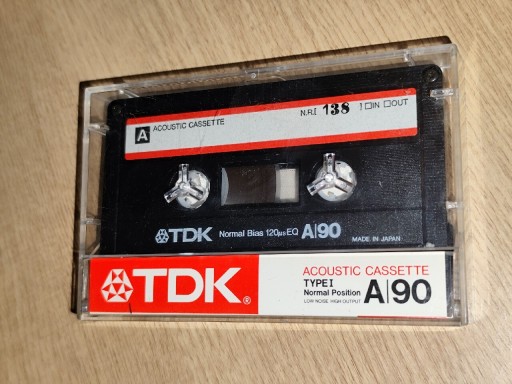 A ACOUSTIC CASSETTE N.R.I 138 IN OUT
TDK Normal Bias 120μs EQ A|90 MADE IN JAPAN
TDK® ACOUSTIC CASSETTE
TYPE I
Normal Position A|90
LOW NOISE HIGH OUTPUT